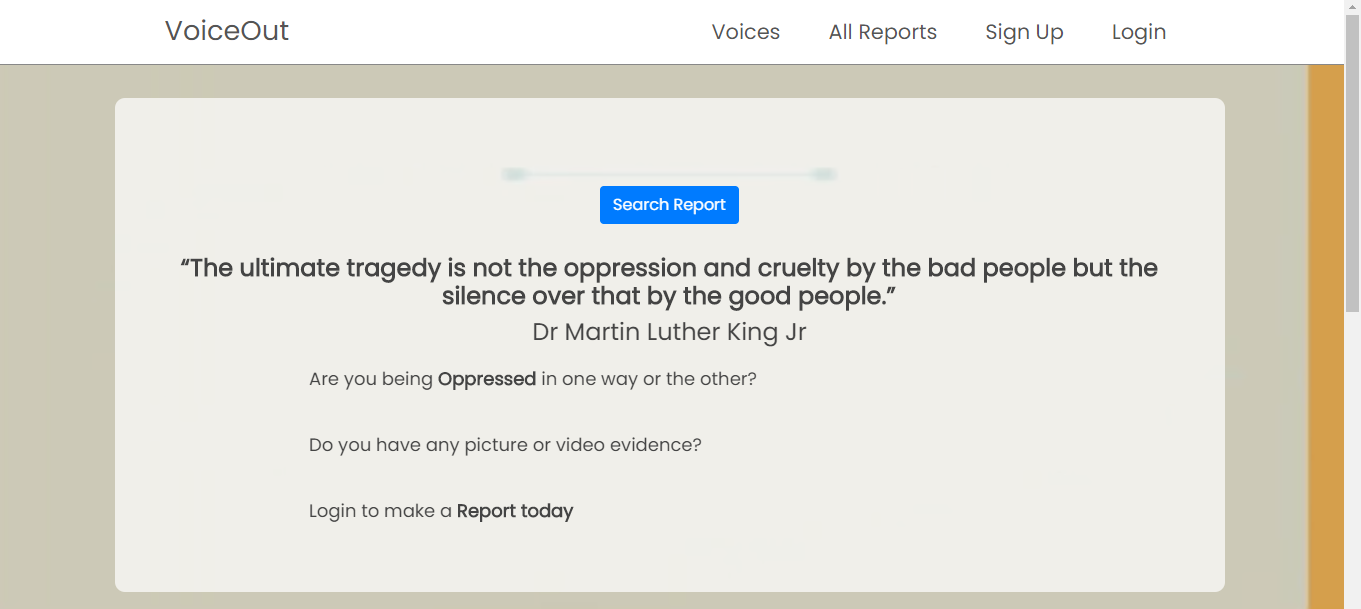 VoiceOut
Voices
All Reports
Sign Up
Login
Search Report
“The ultimate tragedy is not the oppression and cruelty by the bad people but the
silence over that by the good people.”
Dr Martin Luther King Jr
Are you being Oppressed in one way or the other?
Do you have any picture or video evidence?
Login to make a Report today